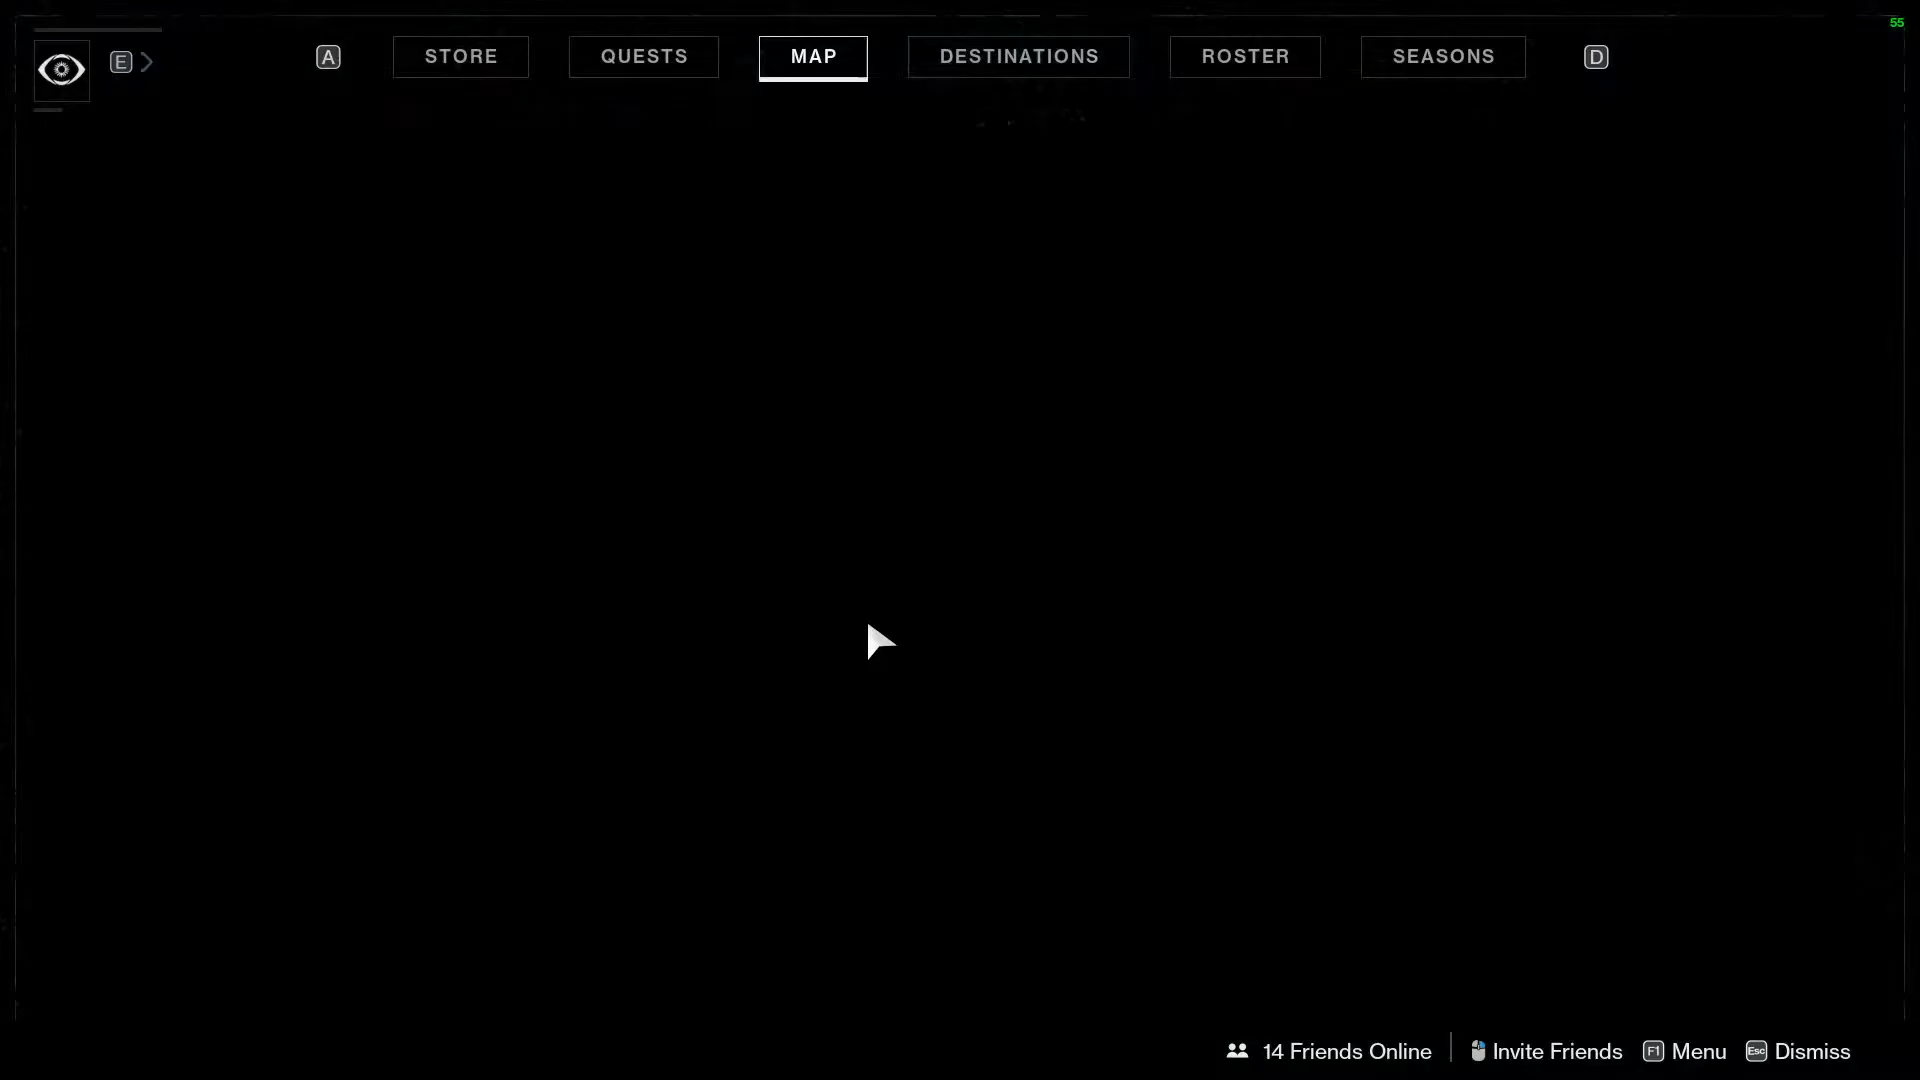 55
E
A
STORE
QUESTS
MAP
DESTINATIONS
ROSTER
SEASONS
D
14 Friends Online
Invite Friends
F1 Menu
Esc Dismiss